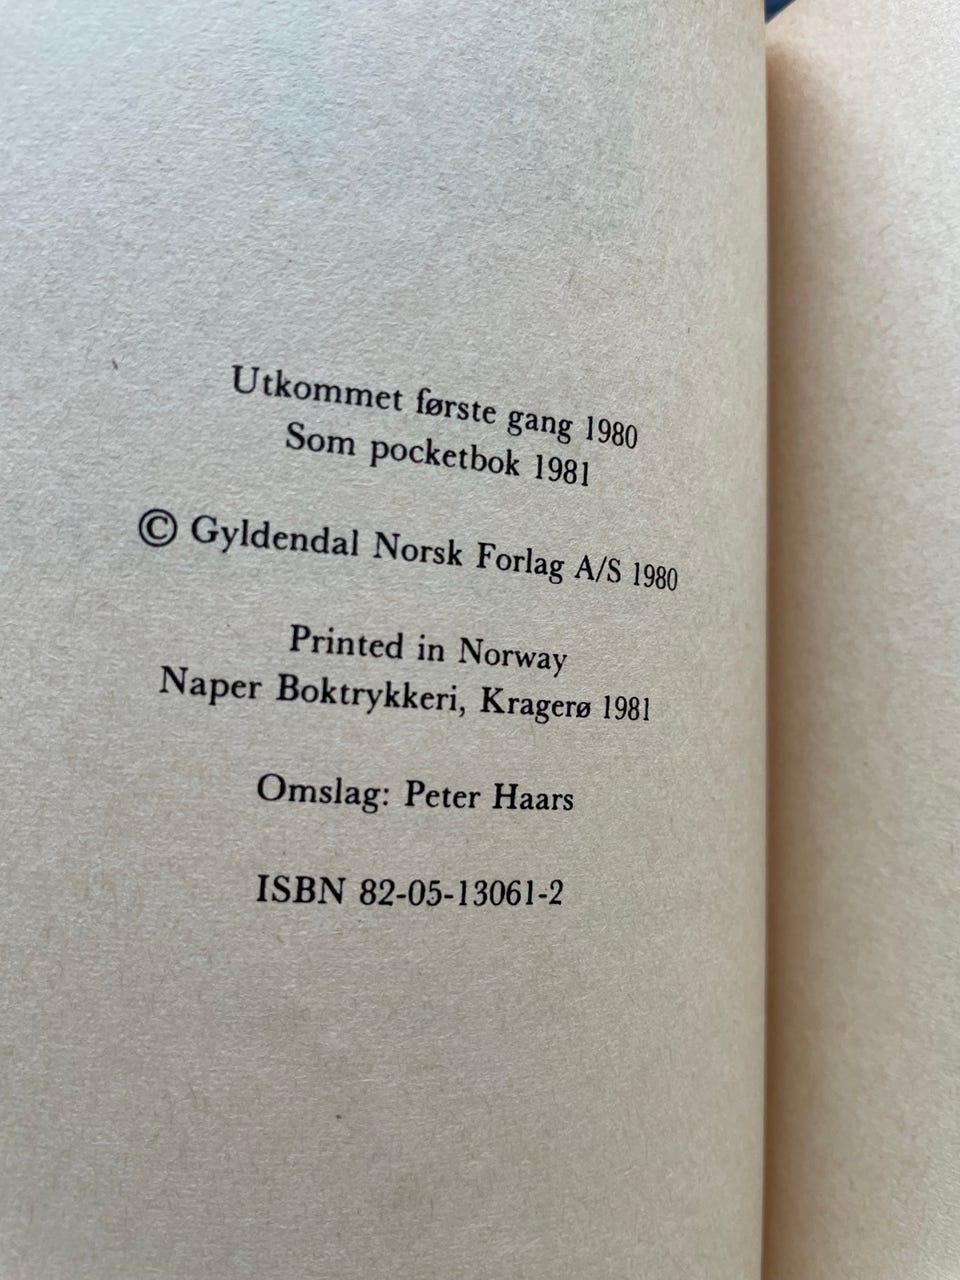 Utkommet første gang 1980
Som pocketbok 1981
© Gyldendal Norsk Forlag A/S 1980
Printed in Norway
Naper Boktrykkeri, Kragerø 1981
Omslag: Peter Haars
ISBN 82-05-13061-2